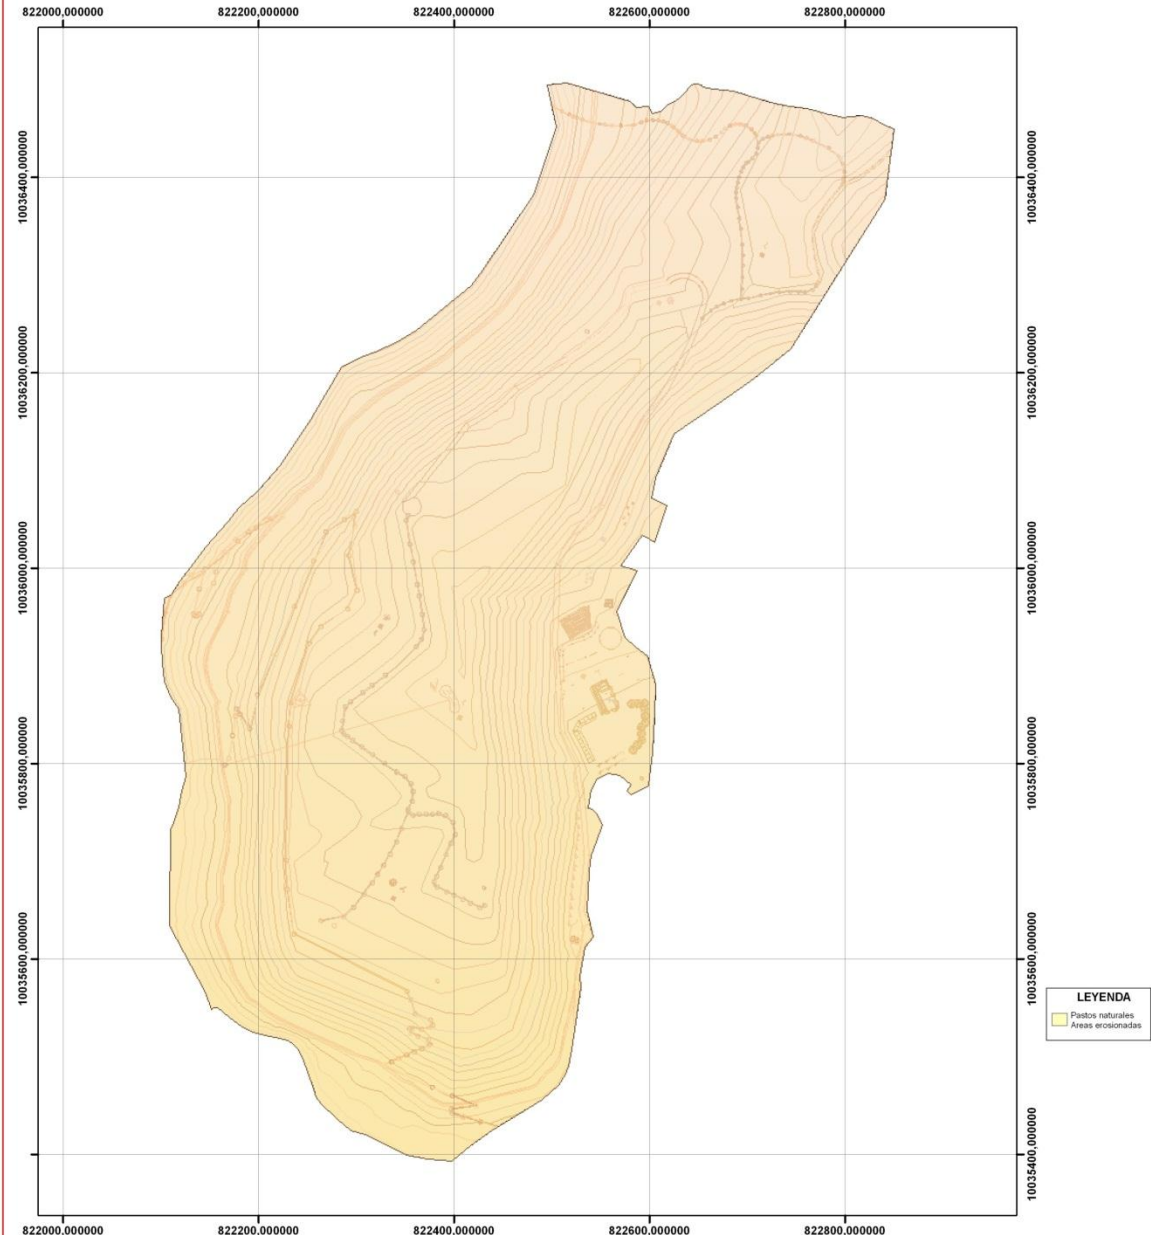 822000,000000 822200,000000 822400,000000 822600,000000 822800,000000
10036400,000000 10036400,000000
10036200,000000 10036200,000000
10036000,000000 10036000,000000
10035800,000000 10035800,000000
10035600,000000 10035600,000000
LEYENDA
Pastos naturales
Areas erosionadas
10035400,000000
822000,000000 822200,000000 822400,000000 822600,000000 822800,000000